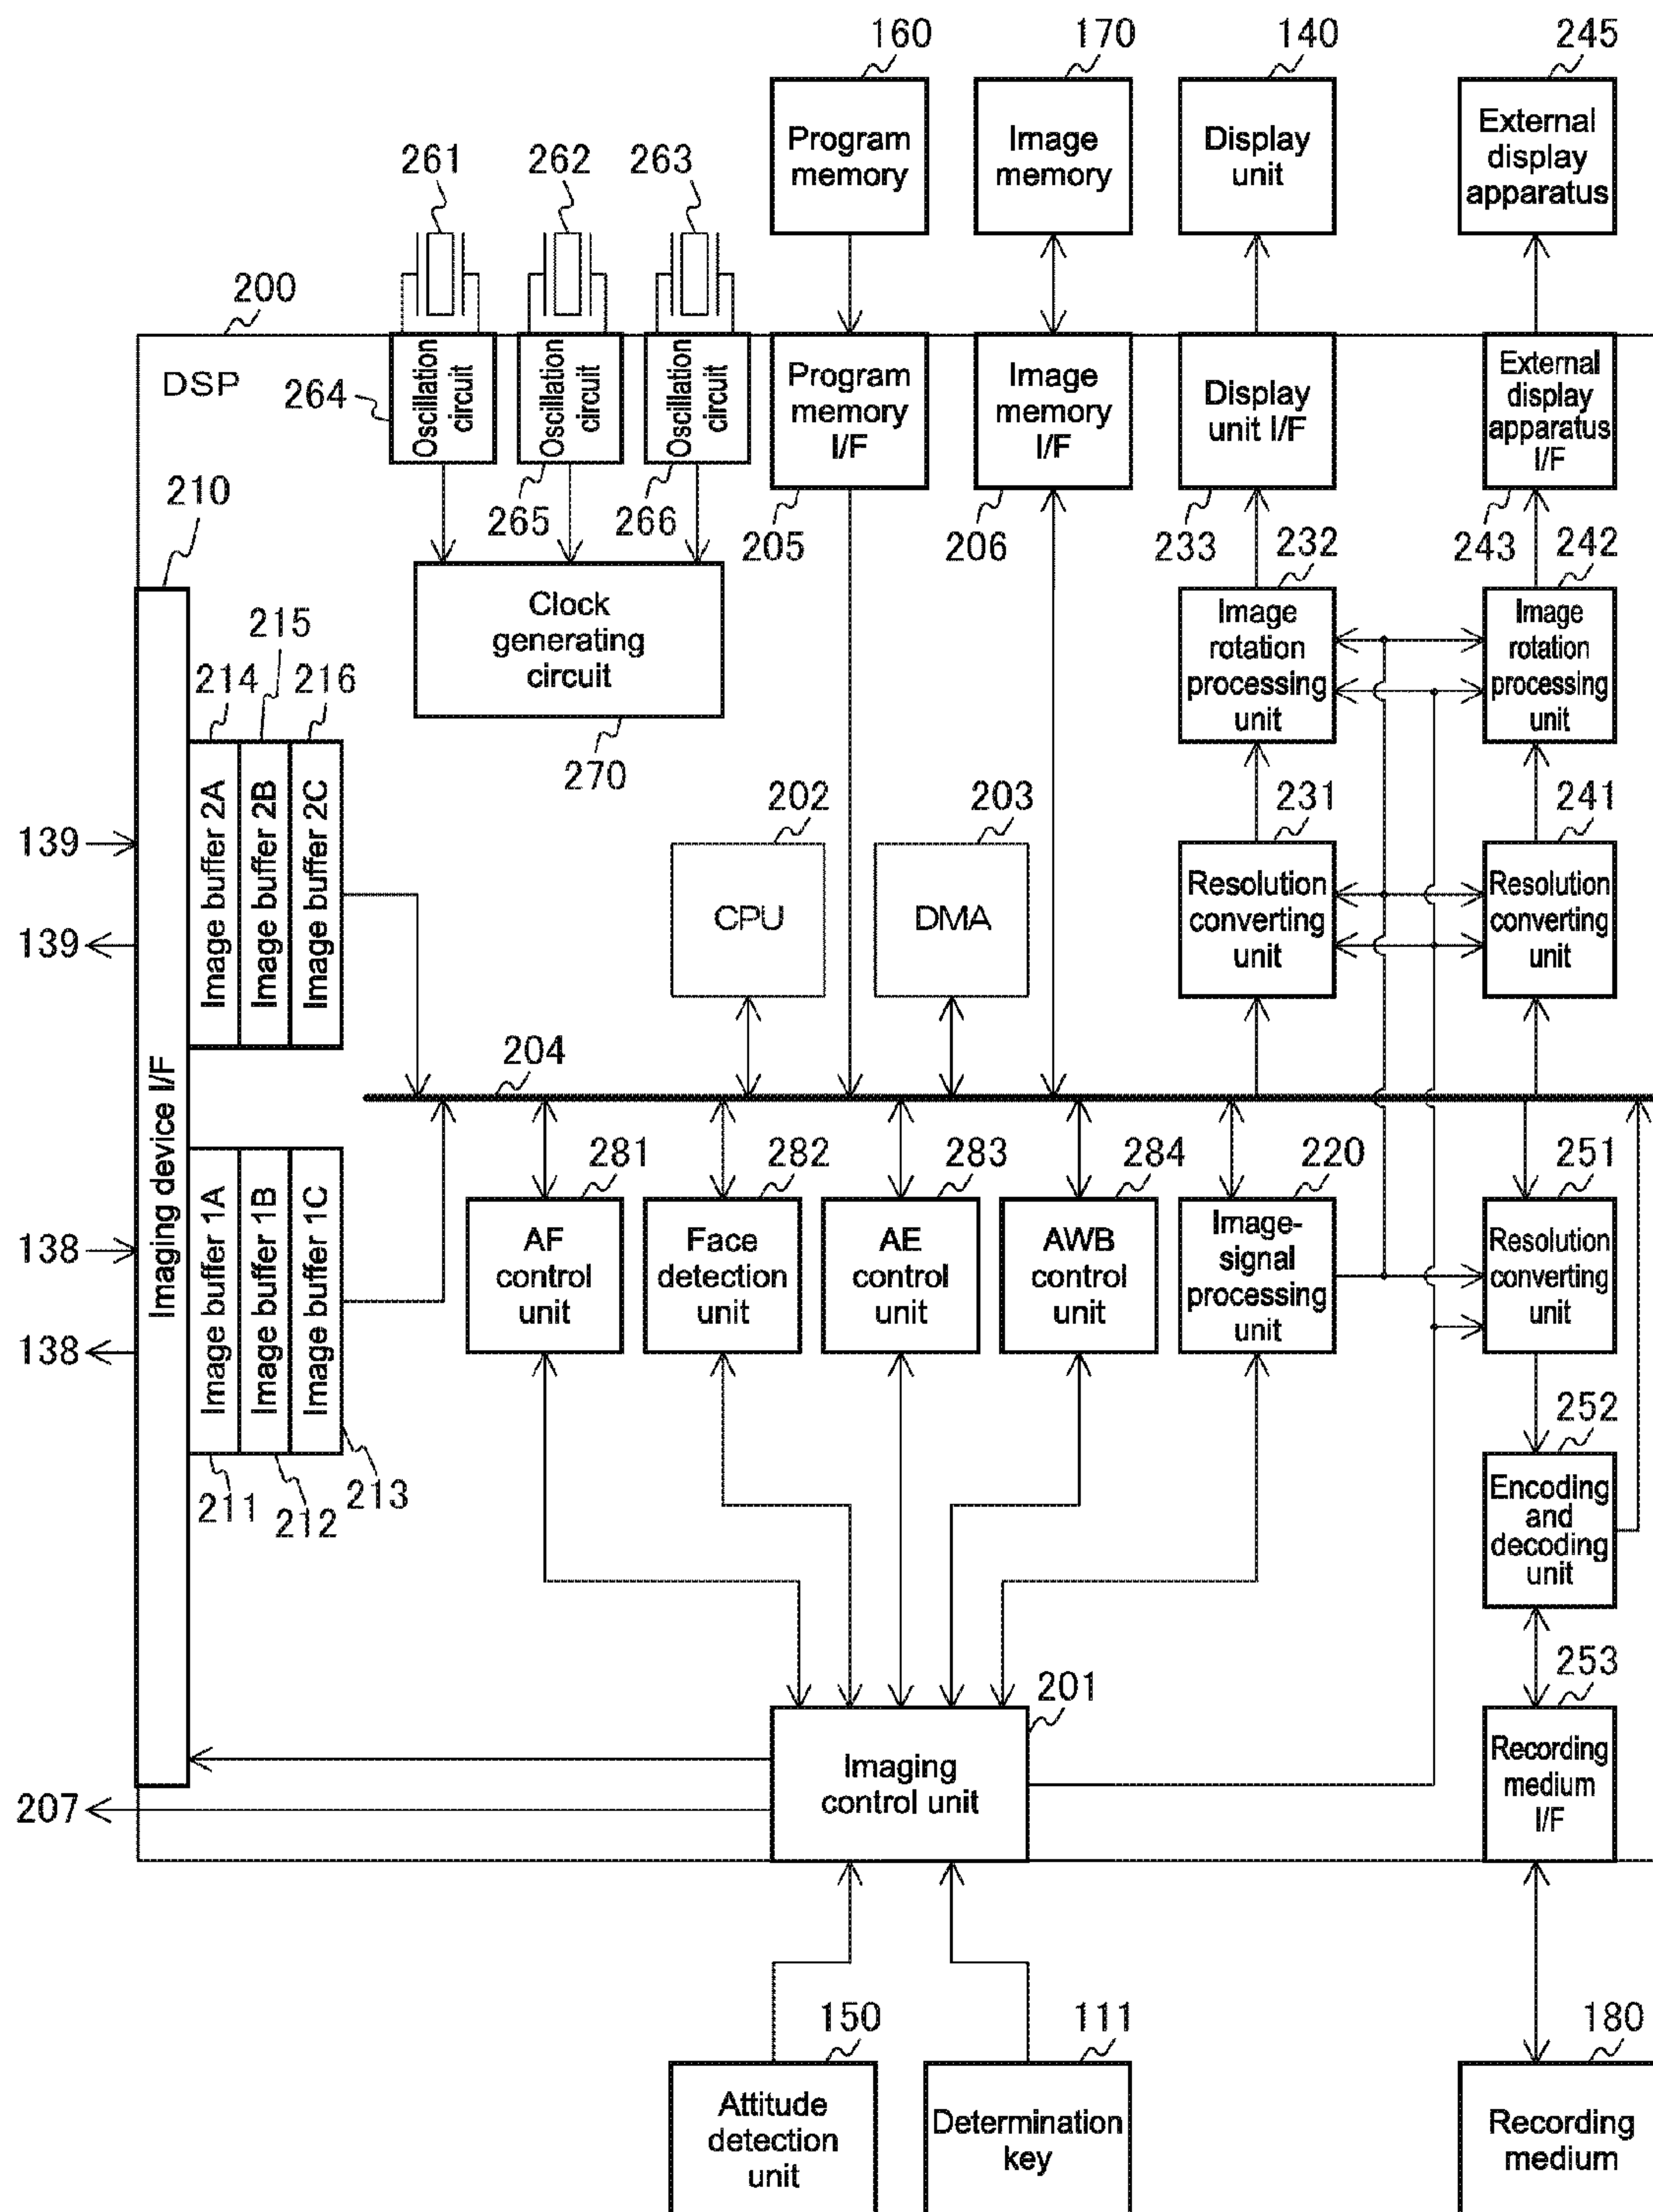 160
170
140
245
Program
memory
Image
memory
Display
unit
External
display
apparatus
261
262
263
200
DSP
264
Oscillation
circuit
Oscillation
circuit
Oscillation
circuit
Program
memory
I/F
Image
memory
I/F
Display
unit I/F
External
display
apparatus
I/F
210
265
266
205
206
233
232
243
242
Clock
generating
circuit
270
Image
rotation
processing
unit
Image
rotation
processing
unit
215
214
216
Image buffer 2A
Image buffer 2B
Image buffer 2C
202
203
231
241
139
139
CPU
DMA
Resolution
converting
unit
Resolution
converting
unit
204
Imaging device I/F
281
282
283
284
220
251
138
138
Image buffer 1A
Image buffer 1B
Image buffer 1C
AF
control
unit
Face
detection
unit
AE
control
unit
AWB
control
unit
Image-
signal
processing
unit
Resolution
converting
unit
211
212
213
252
Encoding
and
decoding
unit
201
253
207
Imaging
control unit
Recording
medium
I/F
150
111
180
Attitude
detection
unit
Determination
key
Recording
medium